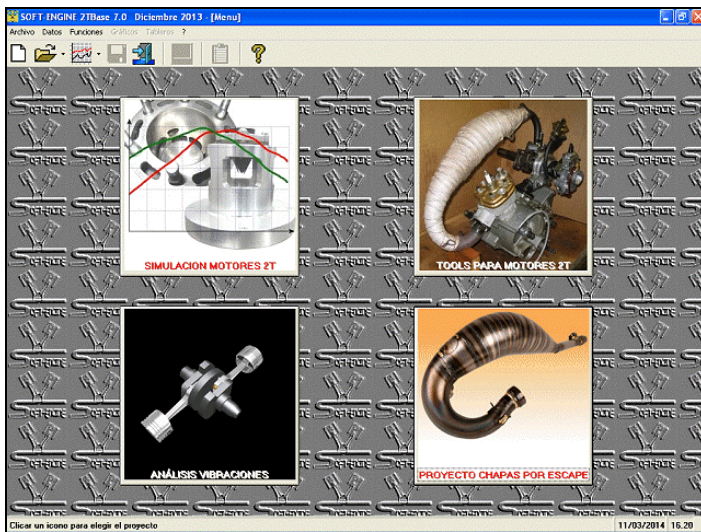 SOFT-ENGINE 2TBase 7.0 Diciembre 2013 - [Menu]
Archivo Datos Funciones Gráficos Tableros ?
SIMULACION MOTORES 2T
TOOLS PARA MOTORES 2T
ANÁLISIS VIBRACIONES
PROYECTO CHAPAS POR ESCAPE
Clicar un icono para elegir el proyecto
11/03/2014 16.20